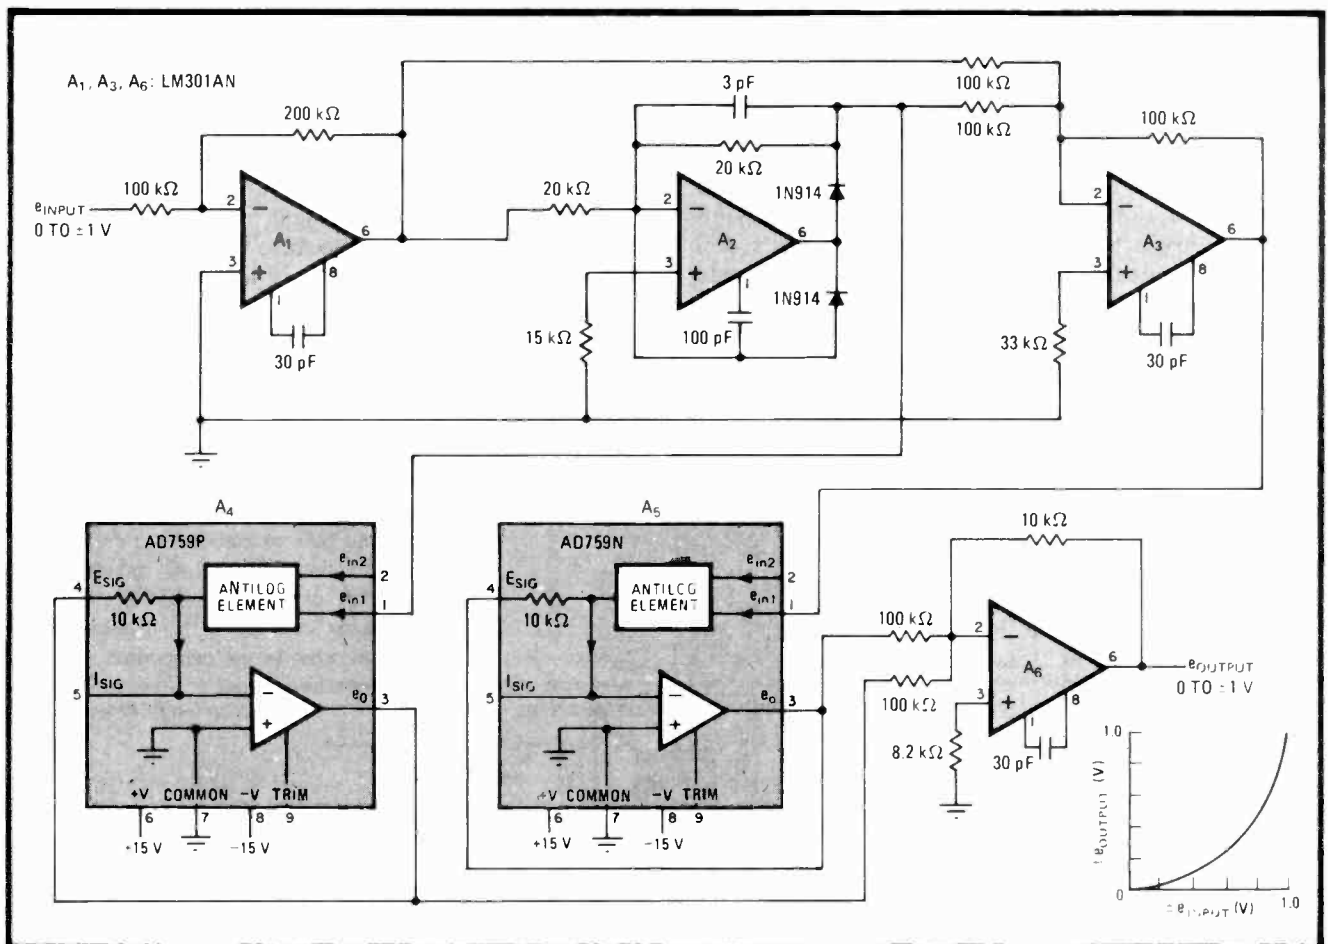 A1, A3, A6: LM301AN
200 kΩ
100 kΩ
eINPUT
0 TO ±1 V
2
3
6
A1
1
8
30 pF
3 pF
20 kΩ
20 kΩ
2
3
6
A2
1
1N914
1N914
15 kΩ
100 pF
100 kΩ
100 kΩ
100 kΩ
2
3
6
A3
1
8
33 kΩ
30 pF
A4
AD759P
4
ESIG
10 kΩ
ANTILOG
ELEMENT
ein2
2
ein1
1
5
ISIG
eo
3
+V COMMON -V TRIM
6
7
8
9
+15 V
-15 V
A5
AD759N
4
ESIG
10 kΩ
ANTILCG
ELEMENT
ein2
2
ein1
1
5
ISIG
eo
3
+V COMMON -V TRIM
6
7
8
9
+15 V
-15 V
10 kΩ
100 kΩ
100 kΩ
2
3
6
A6
1
8
8.2 kΩ
30 pF
eOUTPUT
0 TO ±1 V
1.0
±eOUTPUT (V)
0
±eINPUT (V)
1.0